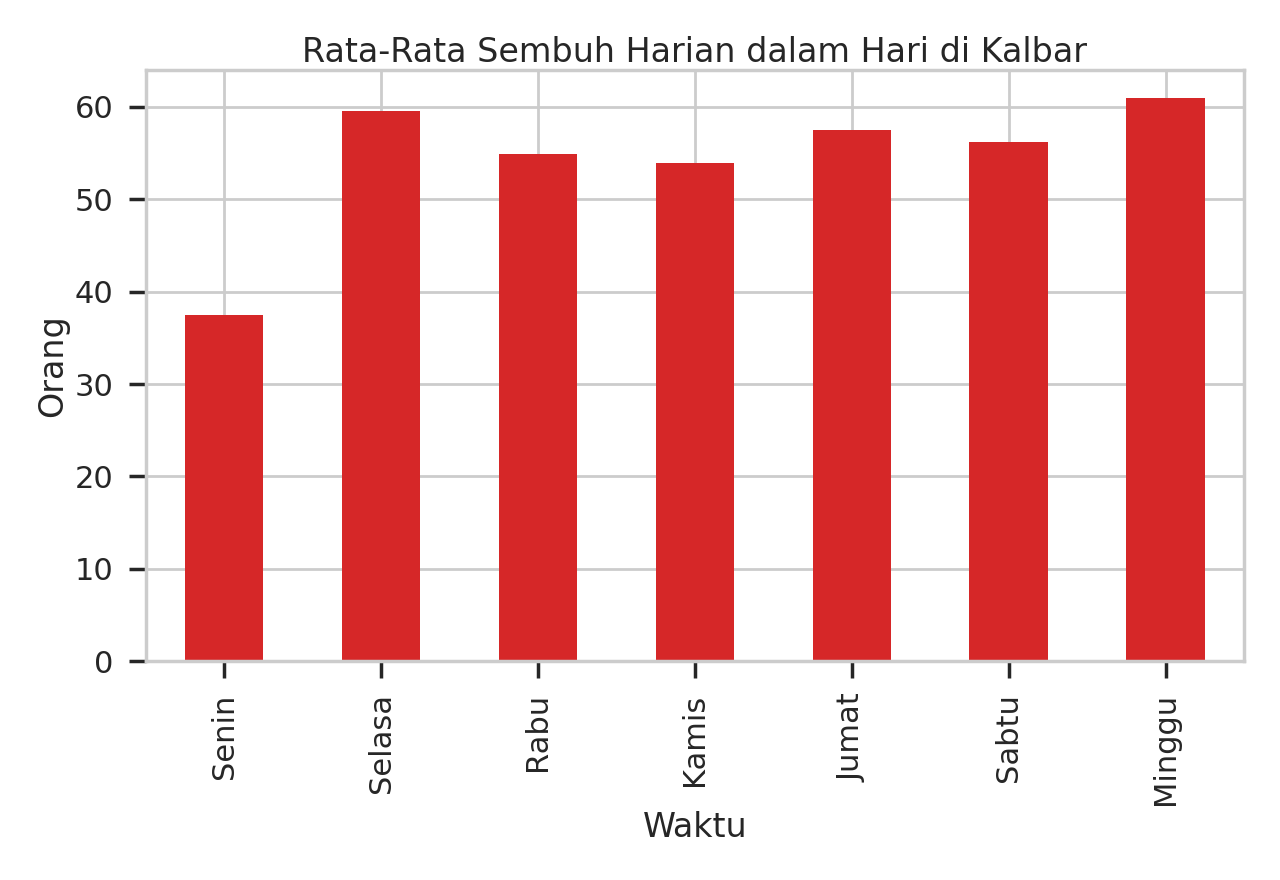 Rata-Rata Sembuh Harian dalam Hari di Kalbar
Orang
60
50
40
30
20
10
0
Senin
Selasa
Rabu
Kamis
Jumat
Sabtu
Minggu
Waktu